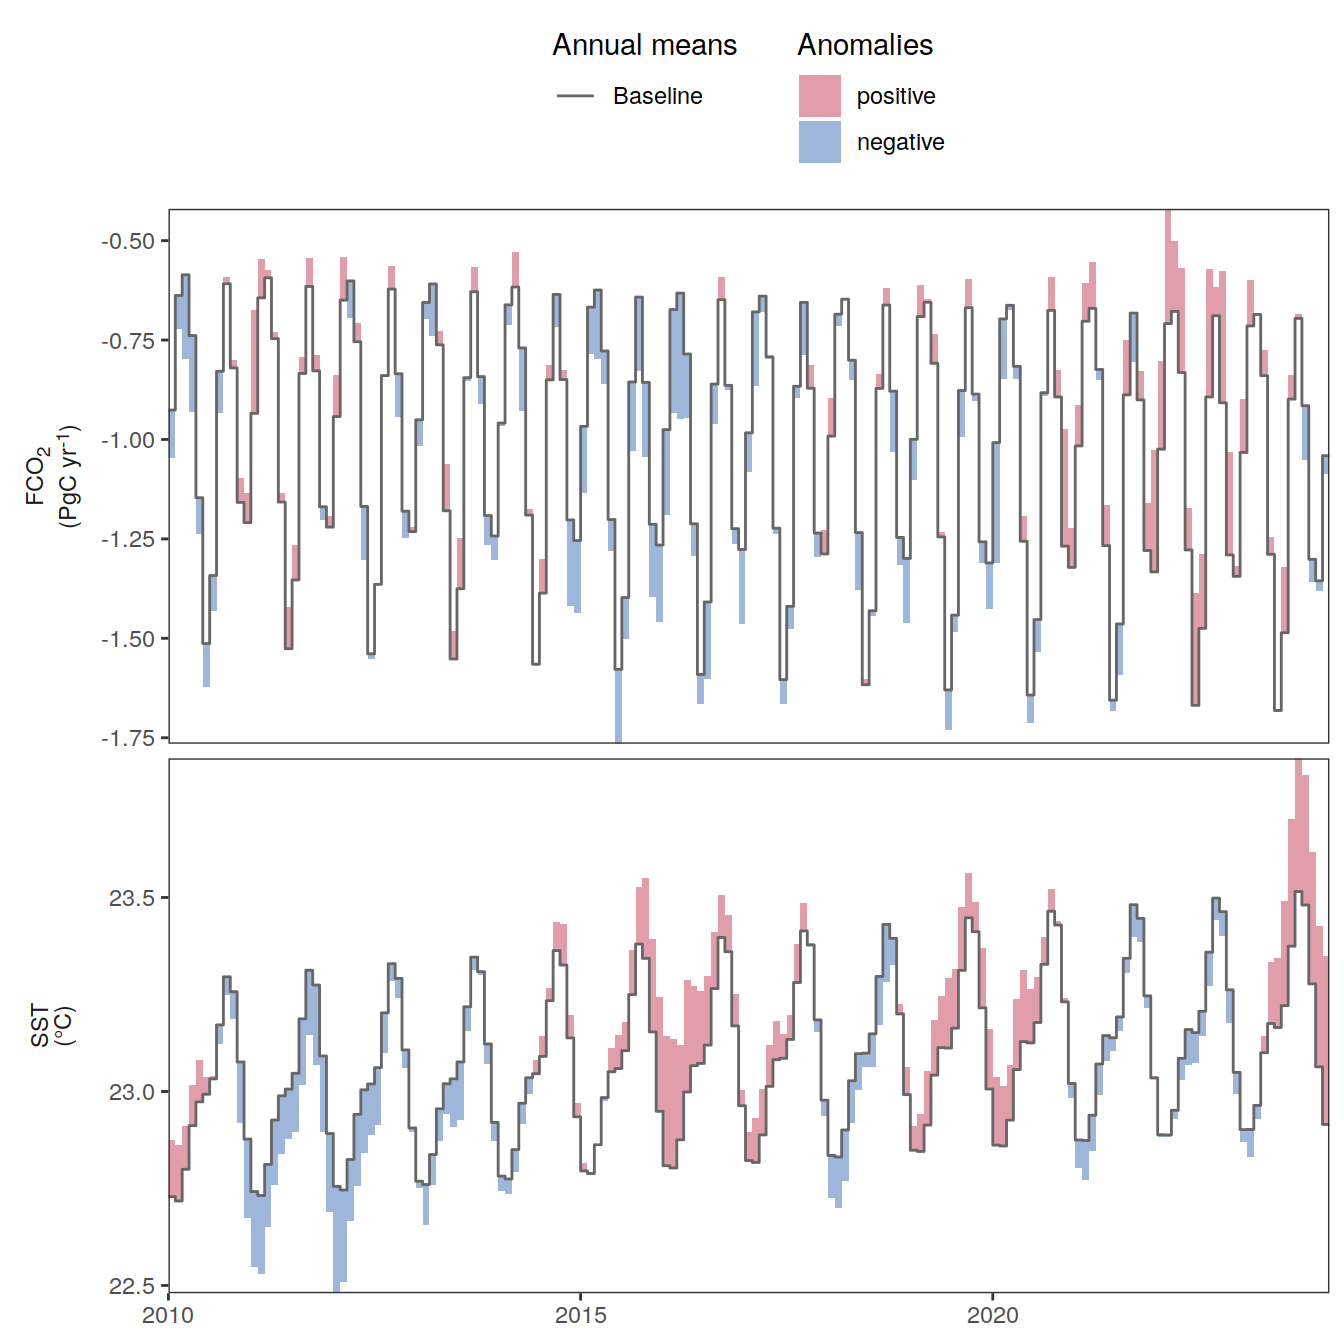 Annual means
Baseline
Anomalies
positive
negative
FCO2
(PgC yr-1)
-0.50
-0.75
-1.00
-1.25
-1.50
-1.75
SST
(°C)
23.5
23.0
22.5
2010
2015
2020